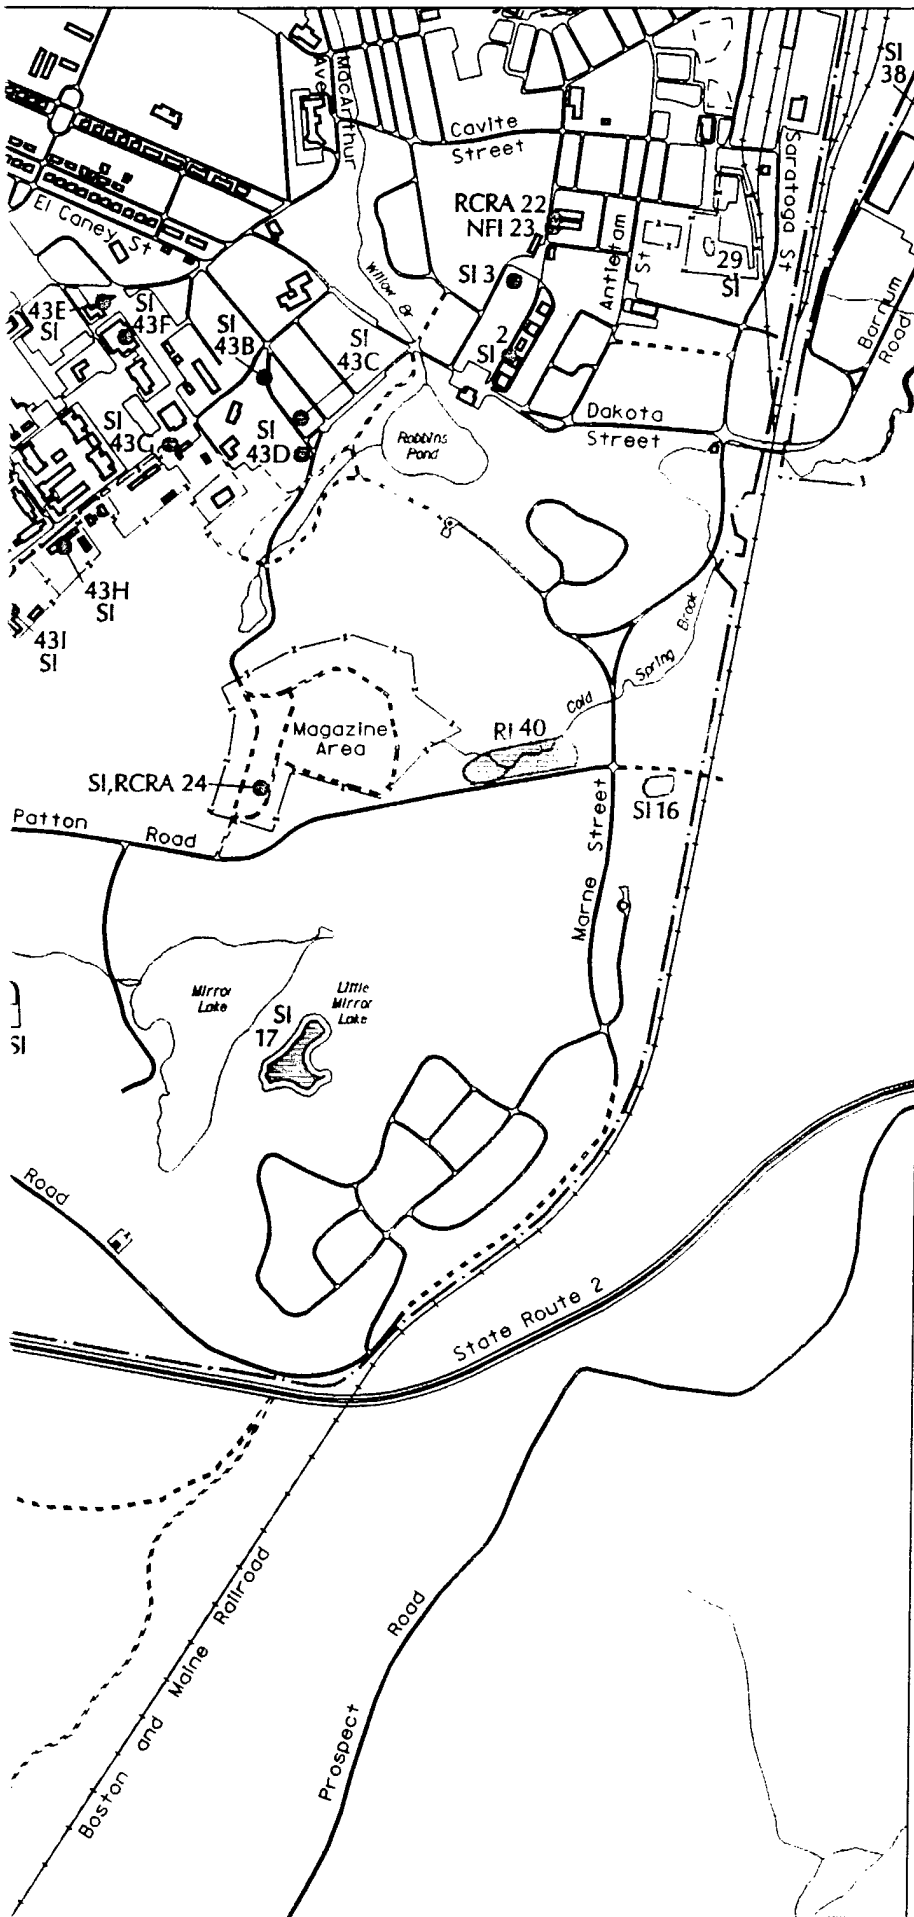 SI
38
MacArthur
Ave
Cavite
Street
Saratoga St
El Caney St
RCRA 22
NFI 23
Willow Br
Antietam
St
29
SI
Barnum
Road
SI 3
43E
SI
SI
43F
SI
43B
SI
43C
2
SI
Dakota
Street
SI
43G
SI
43D
Robbins
Pond
43H
SI
43I
SI
Cold Spring Brook
Magazine
Area
RI 40
SI,RCRA 24
SI 16
Patton Road
Marne Street
Mirror
Lake
Little
Mirror
Lake
SI
17
SI
Road
State Route 2
Boston and Maine Railroad
Prospect Road